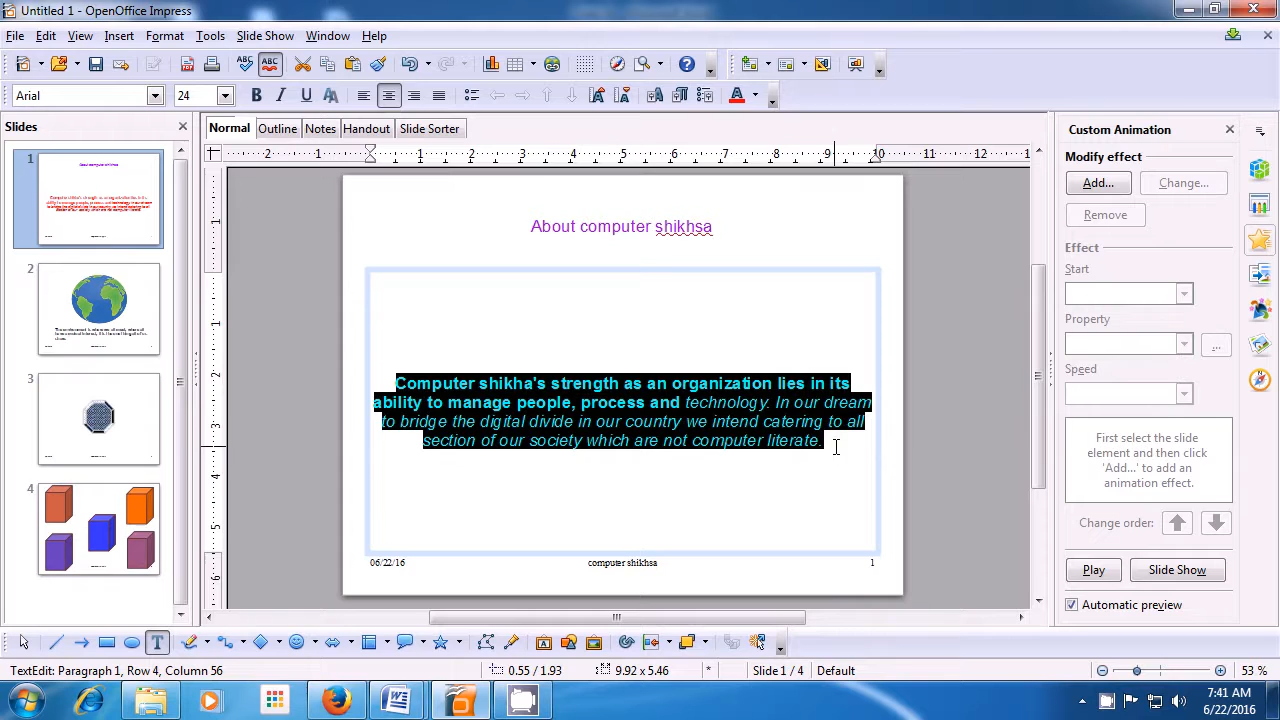 Untitled 1 - OpenOffice Impress
File Edit View Insert Format Tools Slide Show Window Help
Arial 24
Slides
Normal Outline Notes Handout Slide Sorter
Custom Animation
Modify effect
Add... Change...
Remove
Effect
Start
Property
...
Speed
First select the slide
element and then click
'Add...' to add an
animation effect.
Change order:
Play Slide Show
Automatic preview
1
2
3
4
About computer shikhsa
Computer shikha's strength as an organization lies in its
ability to manage people, process and technology. In our dream
to bridge the digital divide in our country we intend catering to all
section of our society which are not computer literate.
06/22/16 computer shikhsa 1
TextEdit: Paragraph 1, Row 4, Column 56 0.55 / 1.93 9.92 x 5.46 * Slide 1 / 4 Default 53 %
7:41 AM
6/22/2016